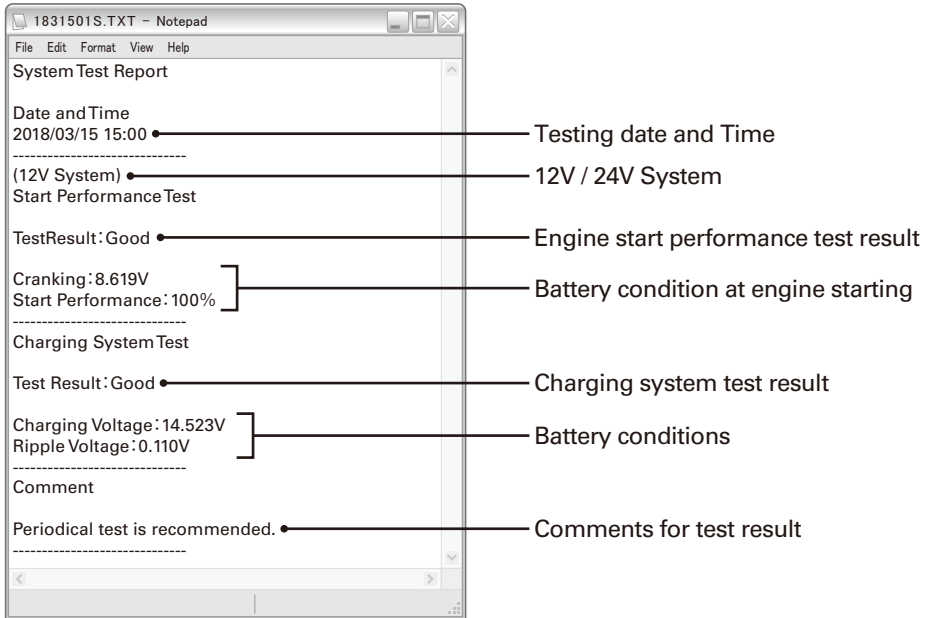 1831501S.TXT – Notepad
File Edit Format View Help
System Test Report
Date and Time
2018/03/15 15:00
Testing date and Time
------------------------------
(12V System)
12V / 24V System
Start Performance Test
TestResult:Good
Engine start performance test result
Cranking:8.619V
Start Performance:100%
Battery condition at engine starting
------------------------------
Charging System Test
Test Result:Good
Charging system test result
Charging Voltage:14.523V
Ripple Voltage:0.110V
Battery conditions
------------------------------
Comment
Periodical test is recommended.
Comments for test result
------------------------------